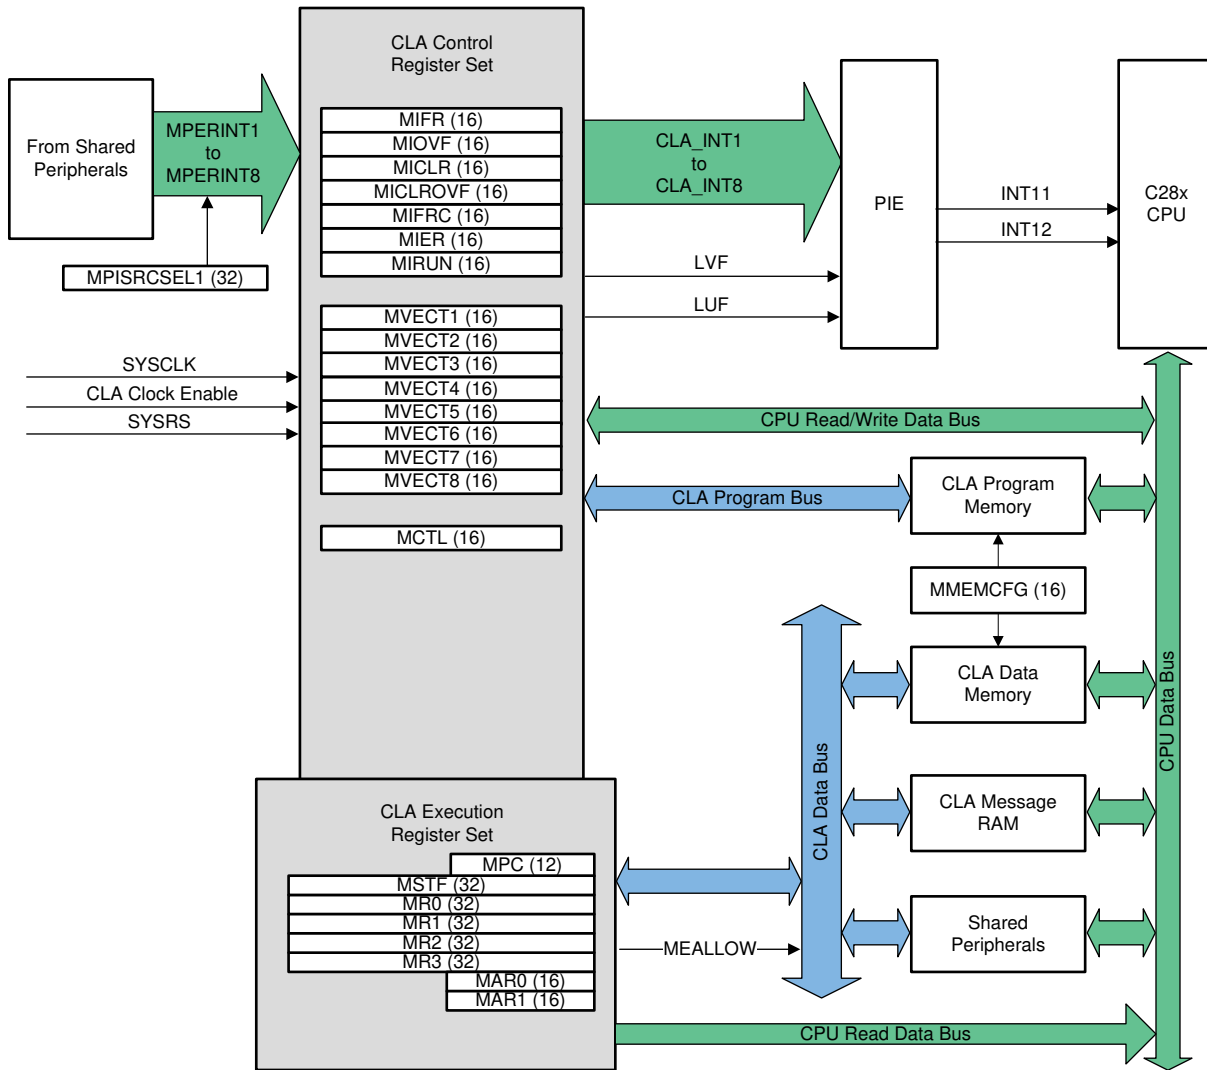 CLA Control
Register Set
From Shared
Peripherals
MPERINT1
to
MPERINT8
MPISRCSEL1 (32)
SYSCLK
CLA Clock Enable
SYSRS
MIFR (16)
MIOVF (16)
MICLR (16)
MICLROVF (16)
MIFRC (16)
MIER (16)
MIRUN (16)
MVECT1 (16)
MVECT2 (16)
MVECT3 (16)
MVECT4 (16)
MVECT5 (16)
MVECT6 (16)
MVECT7 (16)
MVECT8 (16)
MCTL (16)
CLA_INT1
to
CLA_INT8
LVF
LUF
PIE
INT11
INT12
C28x
CPU
CPU Read/Write Data Bus
CLA Program Bus
CLA Program
Memory
MMEMCFG (16)
CLA Data
Memory
CLA Message
RAM
Shared
Peripherals
CLA Data Bus
CPU Data Bus
CLA Execution
Register Set
MPC (12)
MSTF (32)
MR0 (32)
MR1 (32)
MR2 (32)
MR3 (32)
MAR0 (16)
MAR1 (16)
MEALLOW
CPU Read Data Bus